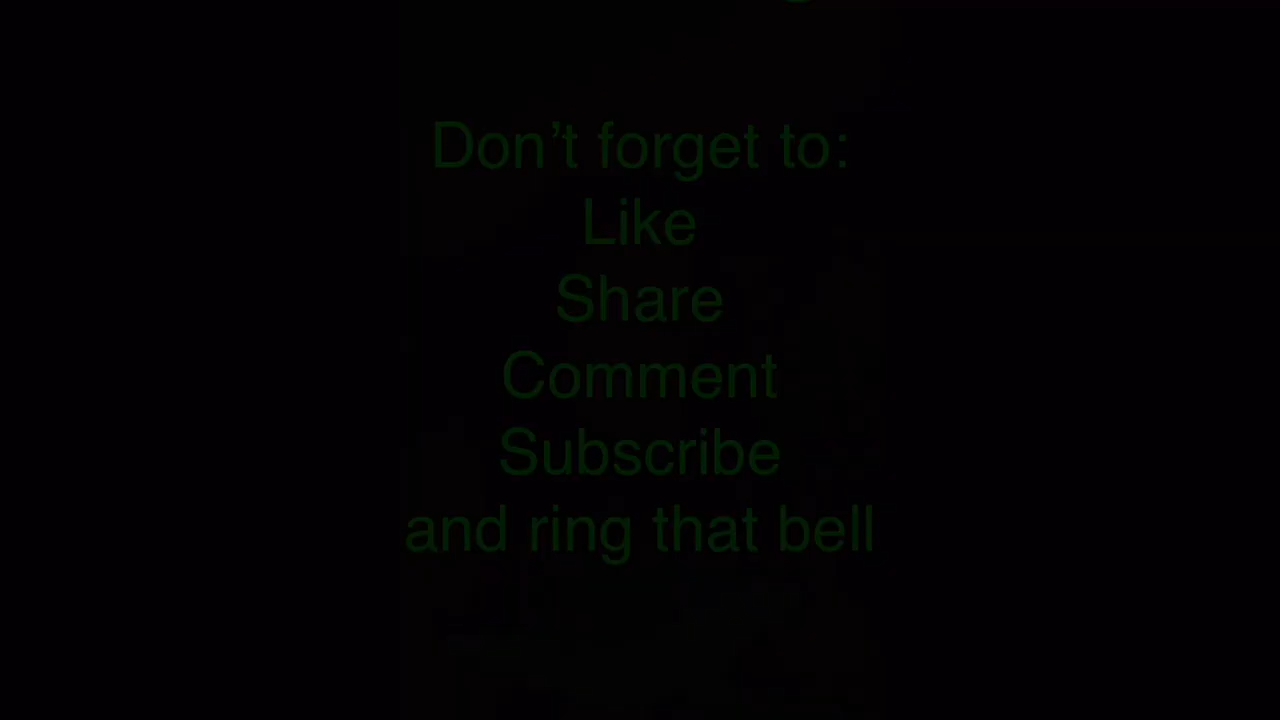 Don’t forget to:
Like
Share
Comment
Subscribe
and ring that bell